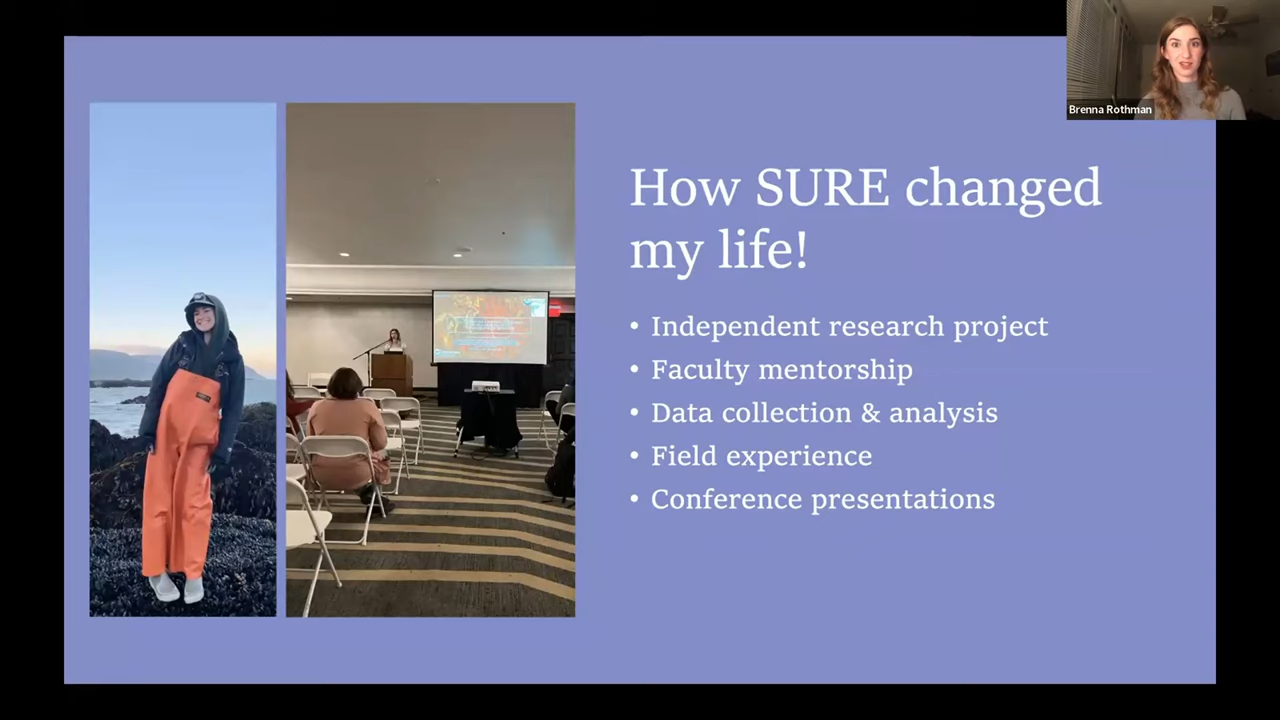 Brenna Rothman
How SURE changed
my life!
• Independent research project
• Faculty mentorship
• Data collection & analysis
• Field experience
• Conference presentations